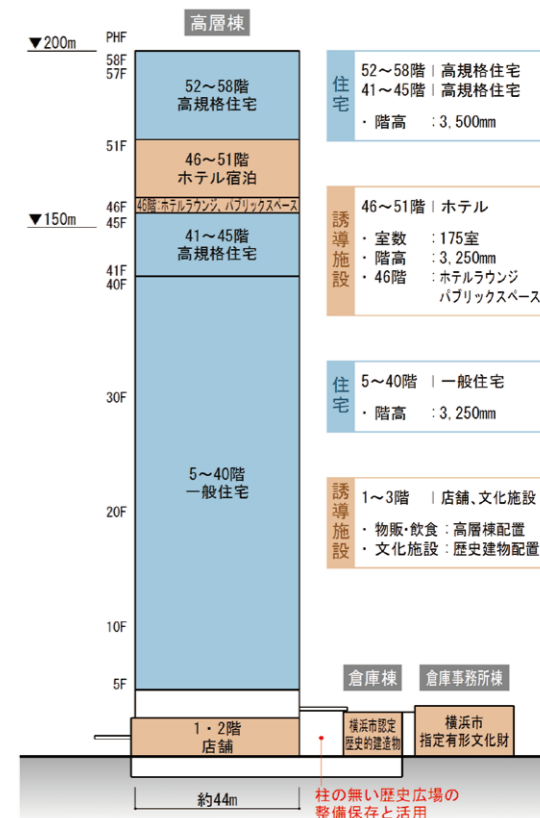 高層棟
▼200m
PHF
58F
57F
52～58階
高規格住宅
51F
46～51階
ホテル宿泊
46F
46階:ホテルラウンジ、パブリックスペース
▼150m
45F
41～45階
高規格住宅
41F
40F
30F
5～40階
一般住宅
20F
10F
5F
1・2階
店舗
約44m
住宅
52～58階 | 高規格住宅
41～45階 | 高規格住宅
・ 階高 : 3,500mm
誘導施設
46～51階 | ホテル
・ 室数 : 175室
・ 階高 : 3,250mm
・ 46階 : ホテルラウンジ
パブリックスペース
住宅
5～40階 | 一般住宅
・ 階高 : 3,250mm
誘導施設
1～3階 | 店舗、文化施設
・ 物販・飲食 : 高層棟配置
・ 文化施設 : 歴史建物配置
倉庫棟
倉庫事務所棟
横浜市認定
歴史的建造物
横浜市
指定有形文化財
柱の無い歴史広場の
整備保存と活用